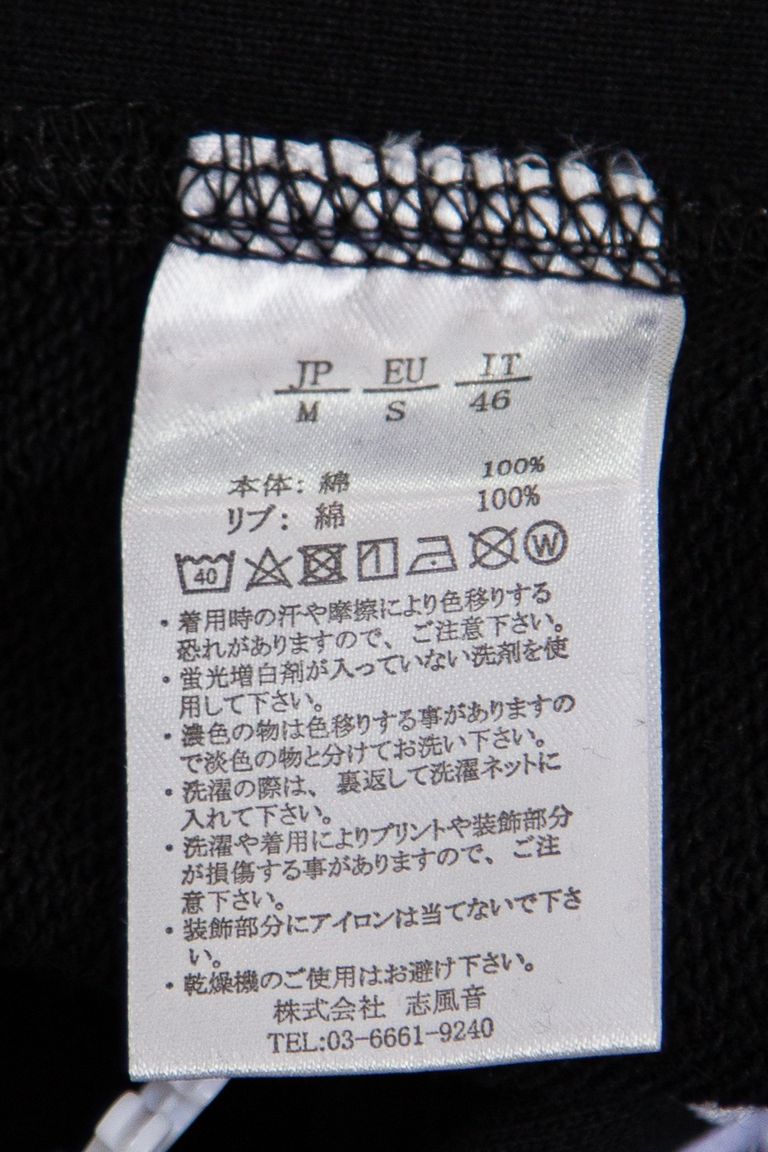 JP EU IT
M S 46
本体: 綿 100%
リブ: 綿 100%
40 W
・着用時の汗や摩擦により色移りする
恐れがありますので、ご注意下さい。
・蛍光増白剤が入っていない洗剤を使
用して下さい。
・濃色の物は色移りする事がありますの
で淡色の物と分けてお洗い下さい。
・洗濯の際は、裏返して洗濯ネットに
入れて下さい。
・洗濯や着用によりプリントや装飾部分
が損傷する事がありますので、ご注
意下さい。
・装飾部分にアイロンは当てないで下さ
い。
・乾燥機のご使用はお避け下さい。
株式会社 志風音
TEL:03-6661-9240